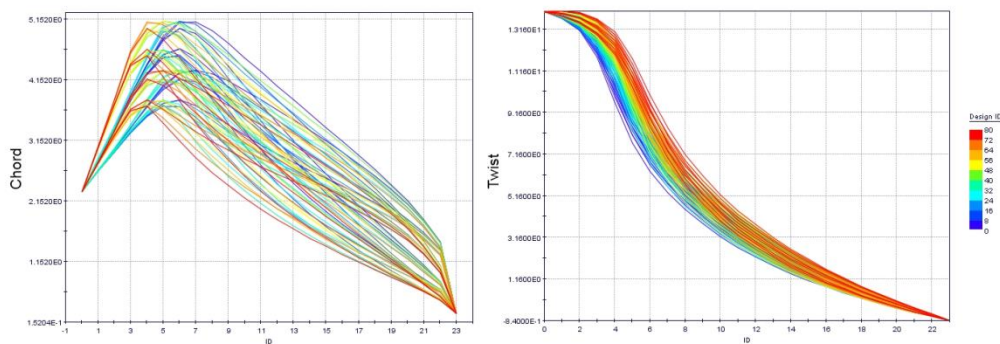 5.1520E0
4.1520E0
3.1520E0
2.1520E0
1.1520E0
1.5204E-1
Chord
-1 1 3 5 7 9 11 13 15 17 19 21 23
ID
1.3160E1
1.1160E1
9.1600E0
7.1600E0
5.1600E0
3.1600E0
1.1600E0
-8.4000E-1
Twist
0 2 4 6 8 10 12 14 16 18 20 22
ID
Design ID
80
72
64
56
48
40
32
24
16
8
0